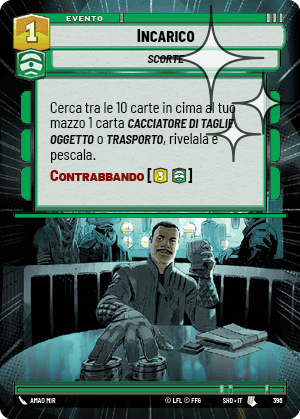 EVENTO
1
INCARICO
SCORTE
Cerca tra le 10 carte in cima al tuo
mazzo 1 carta CACCIATORE DI TAGLIE,
OGGETTO o TRASPORTO, rivelala e
pescala.
CONTRABBANDO [3]
AMAD MIR
© LFL © FFG
SHD • IT
396